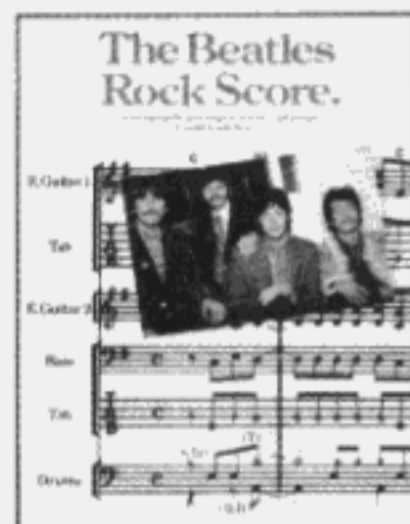 The Beatles
Rock Score.
E.Guitar 1
Tab
E.Guitar 2
Bass
Tab
Drums